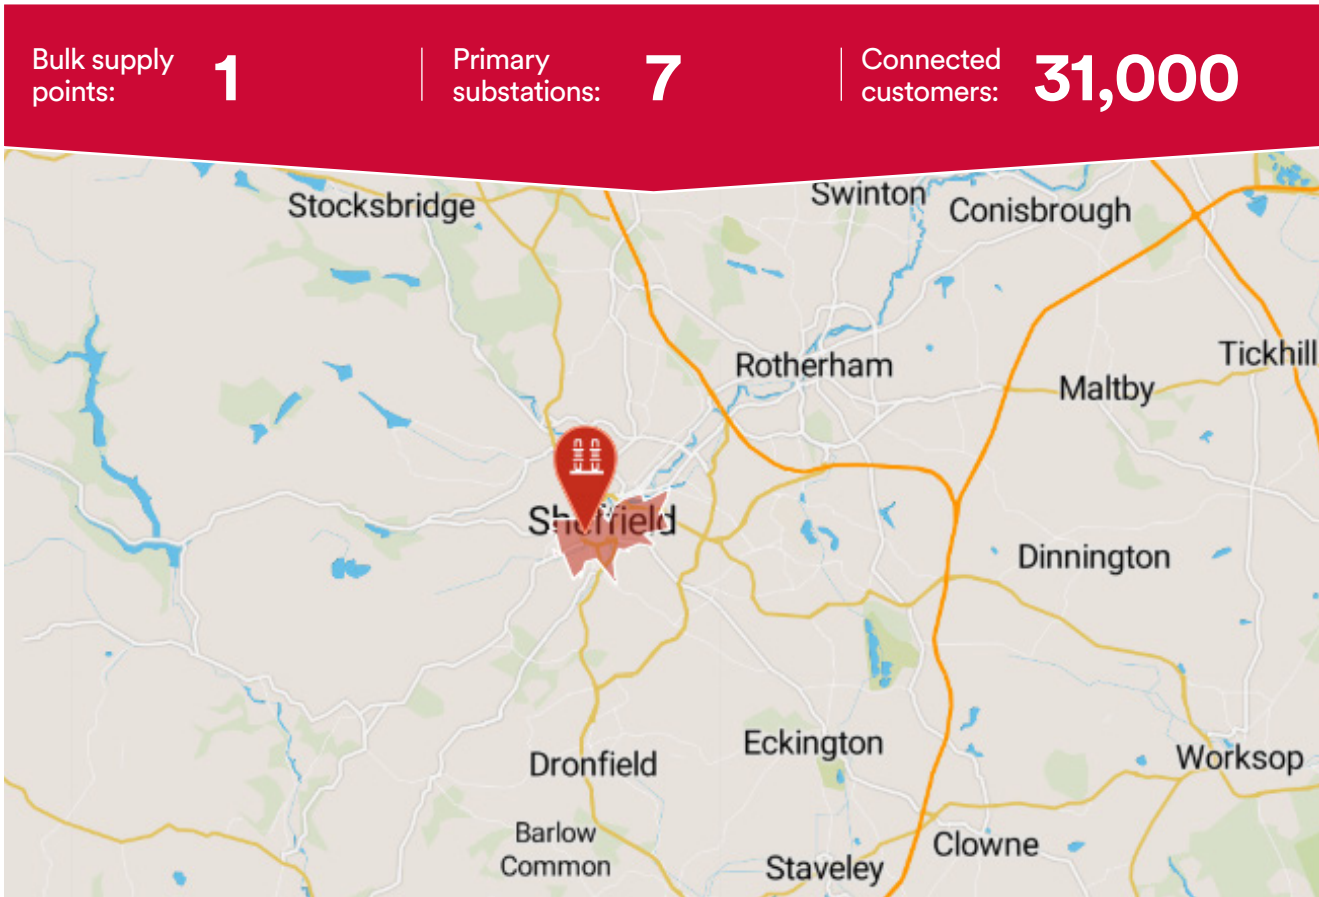 Bulk supply
points:
1
Primary
substations:
7
Connected
customers:
31,000
Stocksbridge
Swinton
Conisbrough
Rotherham
Tickhill
Maltby
Sheffield
Dinnington
Eckington
Dronfield
Worksop
Barlow
Common
Clowne
Staveley